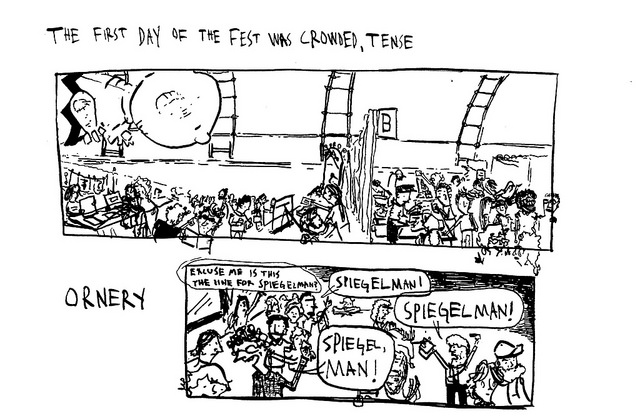 THE FIRST DAY OF THE FEST WAS CROWDED, TENSE
B
ORNERY
EXCUSE ME IS THIS
THE LINE FOR SPIEGELMAN?
SPIEGELMAN!
SPIEGELMAN!
SPIEGEL,
MAN!